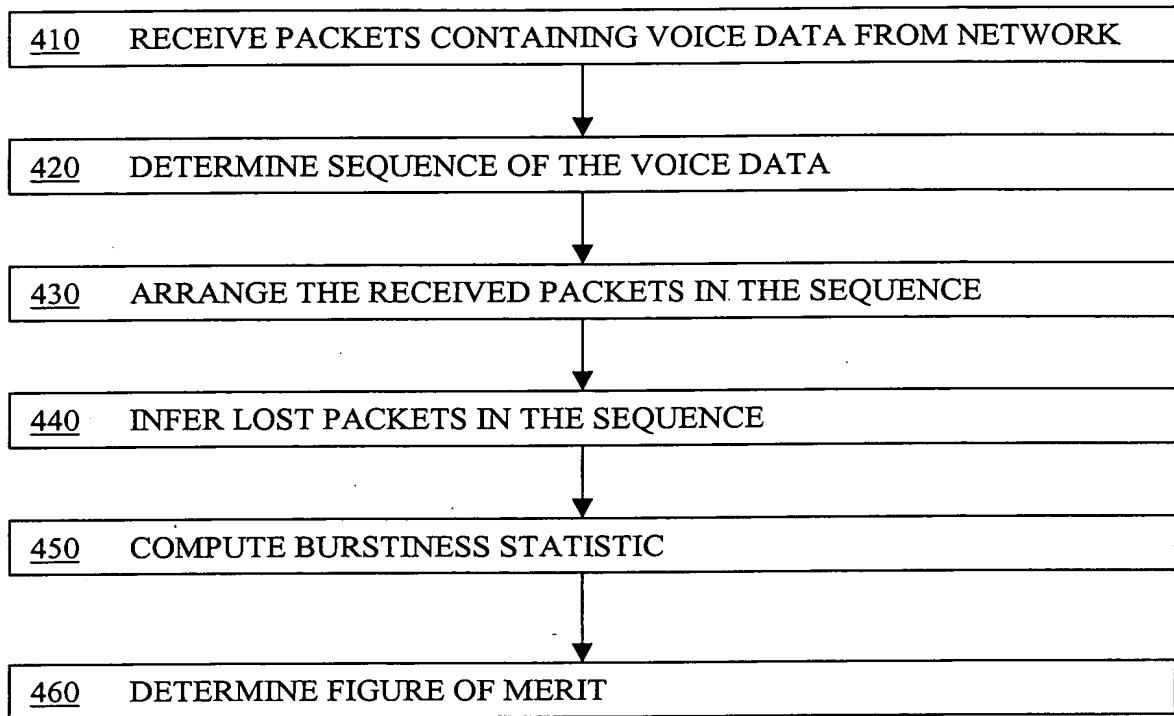 410 RECEIVE PACKETS CONTAINING VOICE DATA FROM NETWORK
420 DETERMINE SEQUENCE OF THE VOICE DATA
430 ARRANGE THE RECEIVED PACKETS IN THE SEQUENCE
440 INFER LOST PACKETS IN THE SEQUENCE
450 COMPUTE BURSTINESS STATISTIC
460 DETERMINE FIGURE OF MERIT